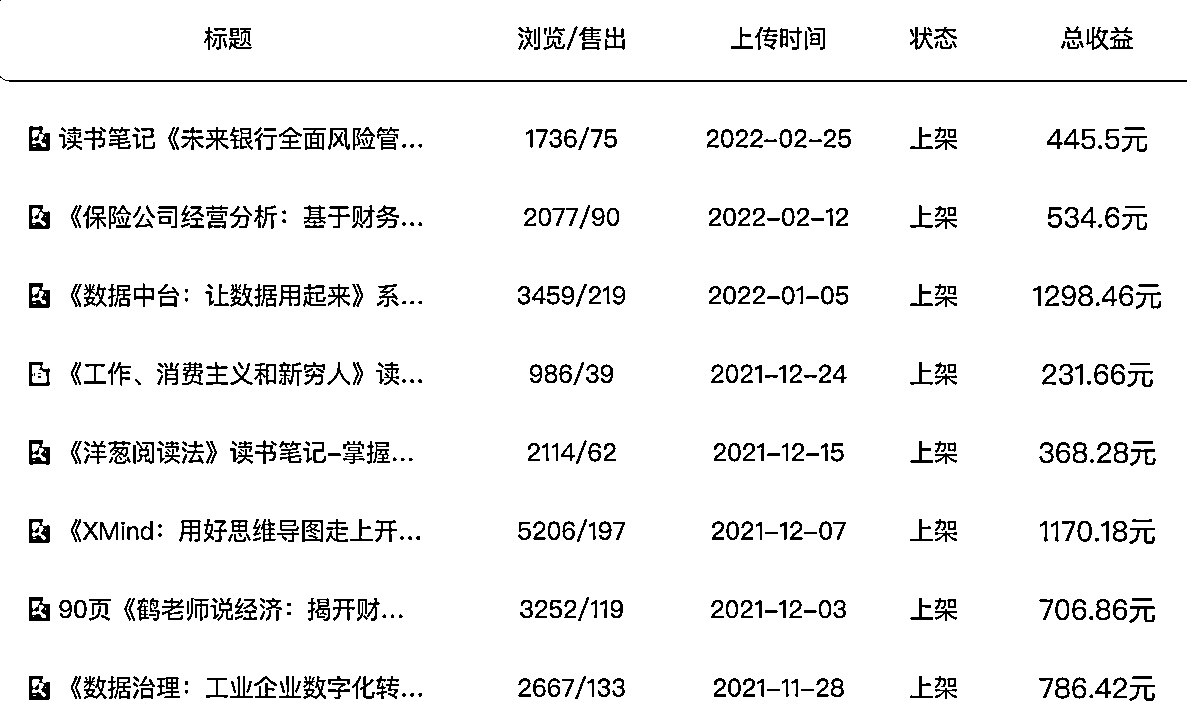 标题 浏览/售出 上传时间 状态 总收益
读书笔记《未来银行全面风险管... 1736/75 2022-02-25 上架 445.5元
《保险公司经营分析：基于财务... 2077/90 2022-02-12 上架 534.6元
《数据中台：让数据用起来》系... 3459/219 2022-01-05 上架 1298.46元
《工作、消费主义和新穷人》读... 986/39 2021-12-24 上架 231.66元
《洋葱阅读法》读书笔记-掌握... 2114/62 2021-12-15 上架 368.28元
《XMind：用好思维导图走上开... 5206/197 2021-12-07 上架 1170.18元
90页《鹤老师说经济：揭开财... 3252/119 2021-12-03 上架 706.86元
《数据治理：工业企业数字化转... 2667/133 2021-11-28 上架 786.42元